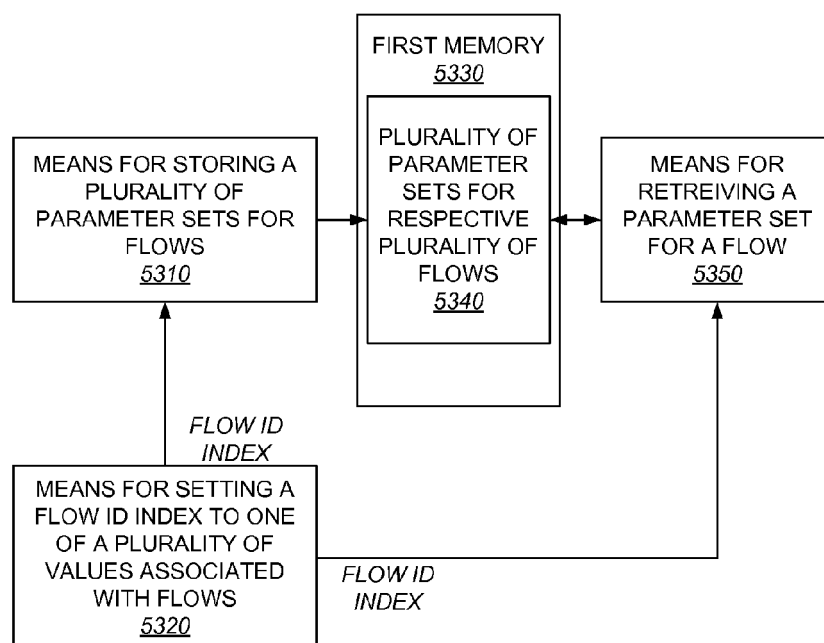 FIRST MEMORY
5330
MEANS FOR STORING A
PLURALITY OF
PARAMETER SETS FOR
FLOWS
5310
PLURALITY OF
PARAMETER
SETS FOR
RESPECTIVE
PLURALITY OF
FLOWS
5340
MEANS FOR
RETREIVING A
PARAMETER SET
FOR A FLOW
5350
FLOW ID
INDEX
MEANS FOR SETTING A
FLOW ID INDEX TO ONE
OF A PLURALITY OF
VALUES ASSOCIATED
WITH FLOWS
5320
FLOW ID
INDEX